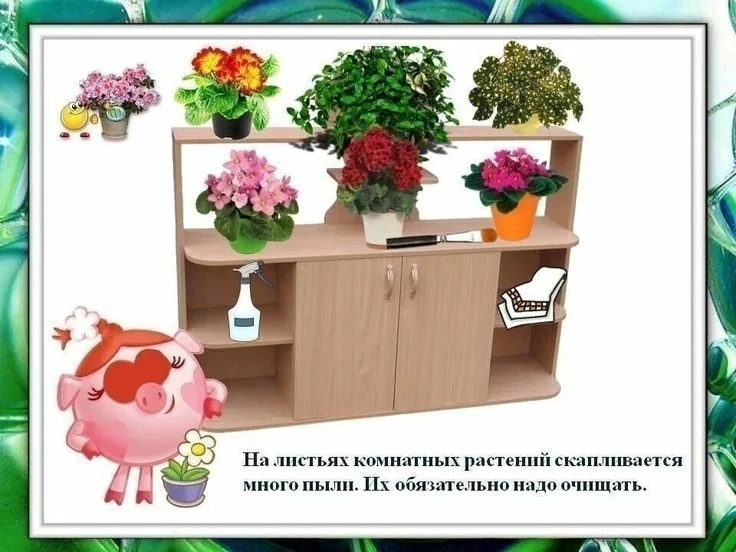 На листьях комнатных растений скапливается
много пыли. Их обязательно надо очищать.